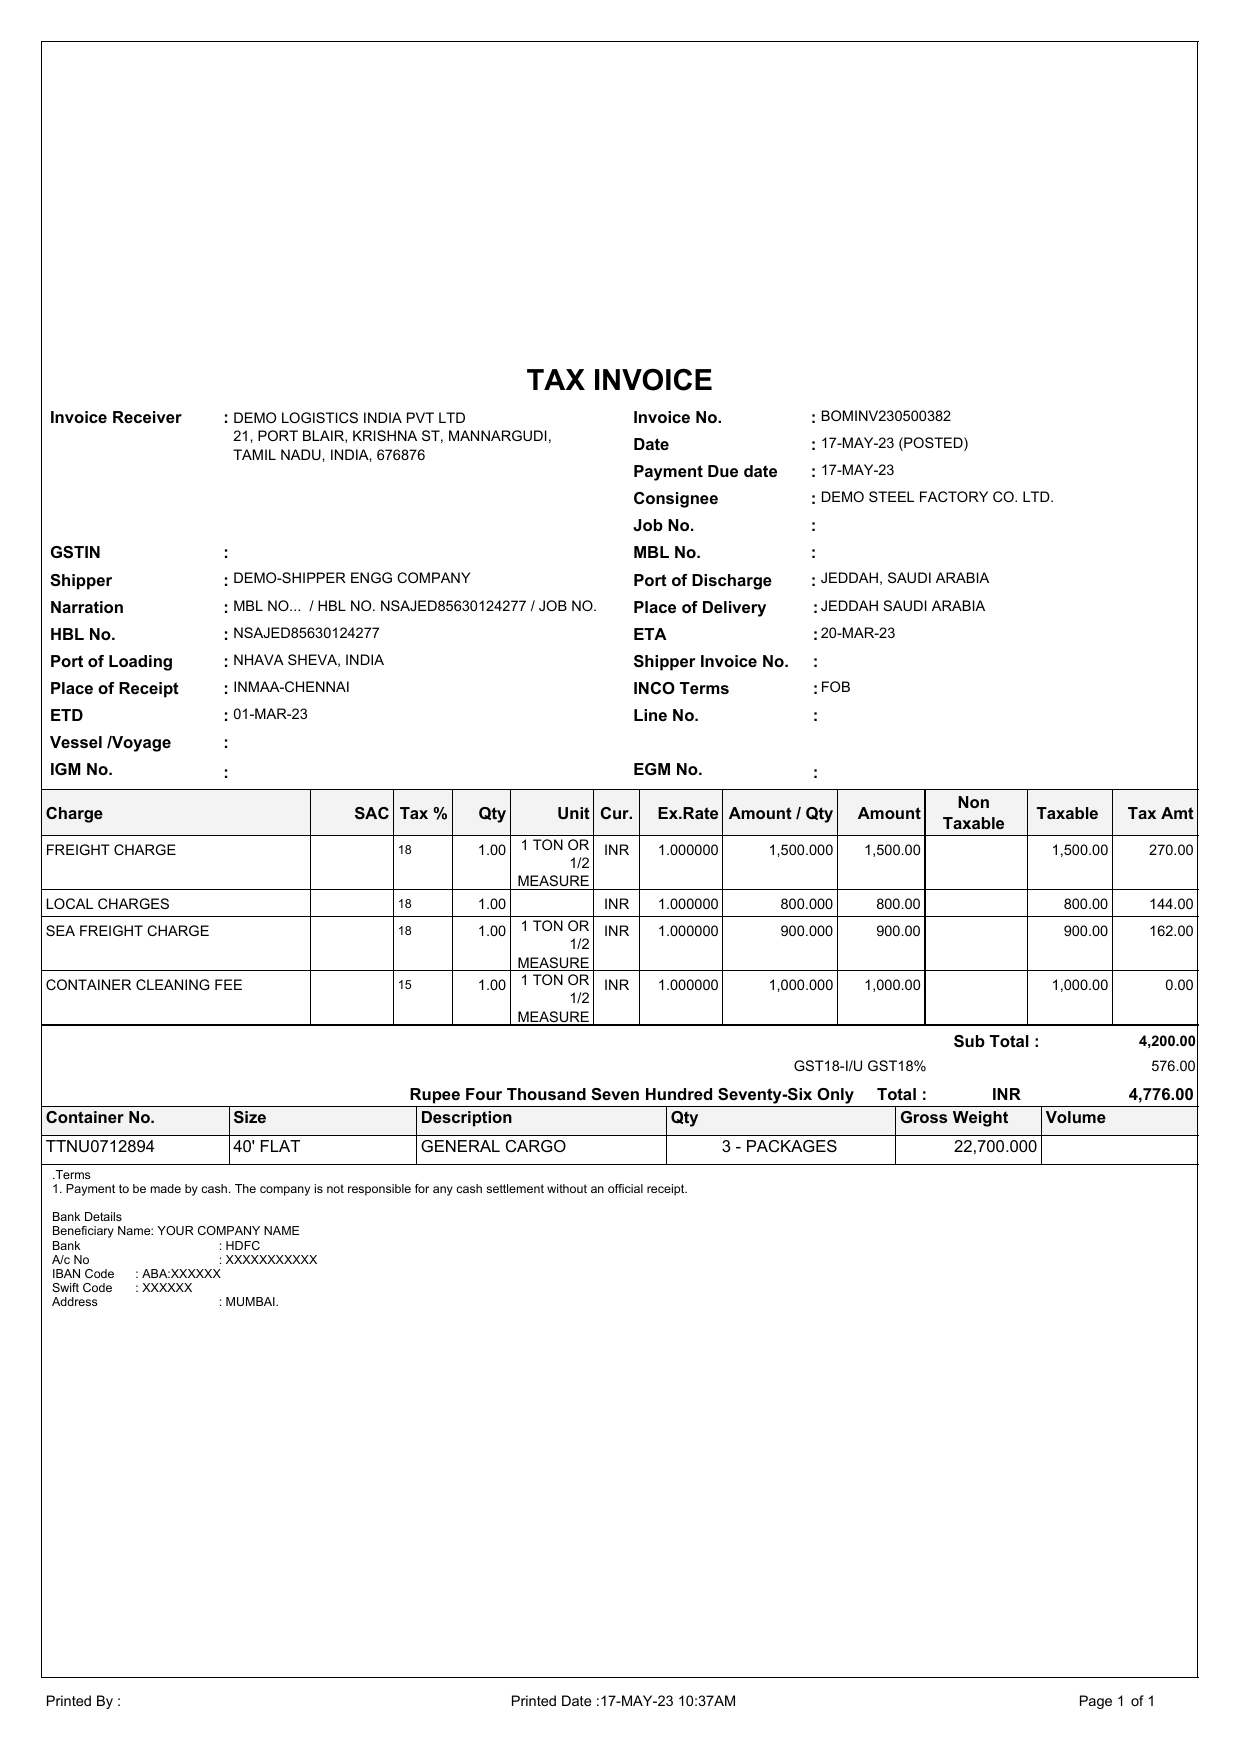 TAX INVOICE
Invoice Receiver : DEMO LOGISTICS INDIA PVT LTD
21, PORT BLAIR, KRISHNA ST, MANNARGUDI,
TAMIL NADU, INDIA, 676876
Invoice No. : BOMINV230500382
Date : 17-MAY-23 (POSTED)
Payment Due date : 17-MAY-23
Consignee : DEMO STEEL FACTORY CO. LTD.
Job No. :
GSTIN : MBL No. :
Shipper : DEMO-SHIPPER ENGG COMPANY Port of Discharge : JEDDAH, SAUDI ARABIA
Narration : MBL NO... / HBL NO. NSAJED85630124277 / JOB NO. Place of Delivery : JEDDAH SAUDI ARABIA
HBL No. : NSAJED85630124277 ETA : 20-MAR-23
Port of Loading : NHAVA SHEVA, INDIA Shipper Invoice No. :
Place of Receipt : INMAA-CHENNAI INCO Terms : FOB
ETD : 01-MAR-23 Line No. :
Vessel /Voyage :
IGM No. : EGM No. :
Charge SAC Tax % Qty Unit Cur. Ex.Rate Amount / Qty Amount Non Taxable Taxable Tax Amt
FREIGHT CHARGE 18 1.00 1 TON OR 1/2 MEASURE INR 1.000000 1,500.000 1,500.00 1,500.00 270.00
LOCAL CHARGES 18 1.00 INR 1.000000 800.000 800.00 800.00 144.00
SEA FREIGHT CHARGE 18 1.00 1 TON OR 1/2 MEASURE INR 1.000000 900.000 900.00 900.00 162.00
CONTAINER CLEANING FEE 15 1.00 1 TON OR 1/2 MEASURE INR 1.000000 1,000.000 1,000.00 1,000.00 0.00
Sub Total : 4,200.00
GST18-I/U GST18% 576.00
Rupee Four Thousand Seven Hundred Seventy-Six Only Total : INR 4,776.00
Container No. Size Description Qty Gross Weight Volume
TTNU0712894 40' FLAT GENERAL CARGO 3 - PACKAGES 22,700.000
.Terms
1. Payment to be made by cash. The company is not responsible for any cash settlement without an official receipt.
Bank Details
Beneficiary Name: YOUR COMPANY NAME
Bank : HDFC
A/c No : XXXXXXXXXXX
IBAN Code : ABA:XXXXXX
Swift Code : XXXXXX
Address : MUMBAI.
Printed By : Printed Date :17-MAY-23 10:37AM Page 1 of 1